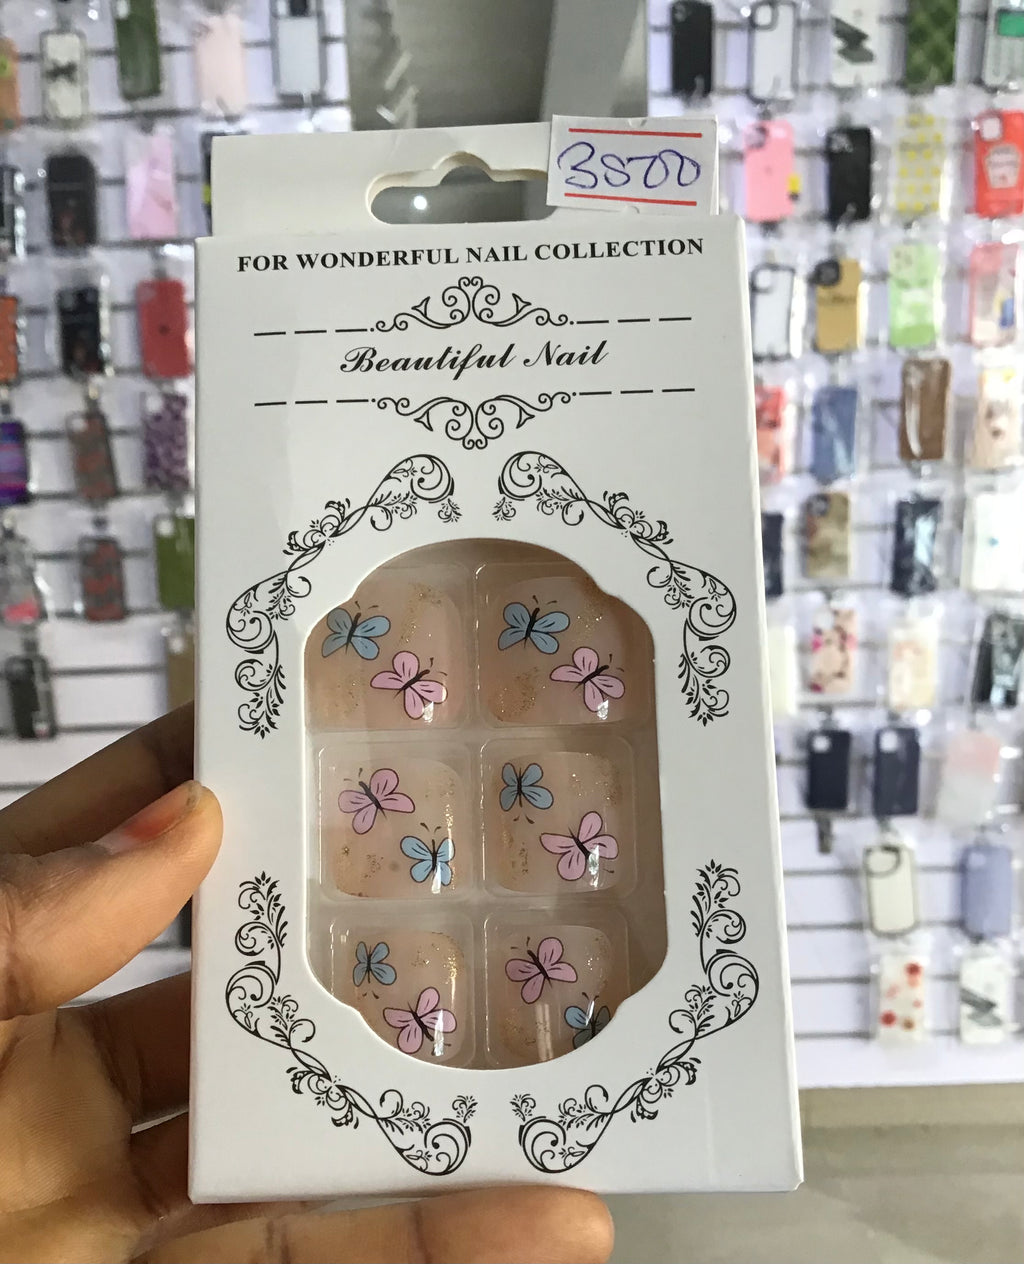 3500
FOR WONDERFUL NAIL COLLECTION
Beautiful Nail